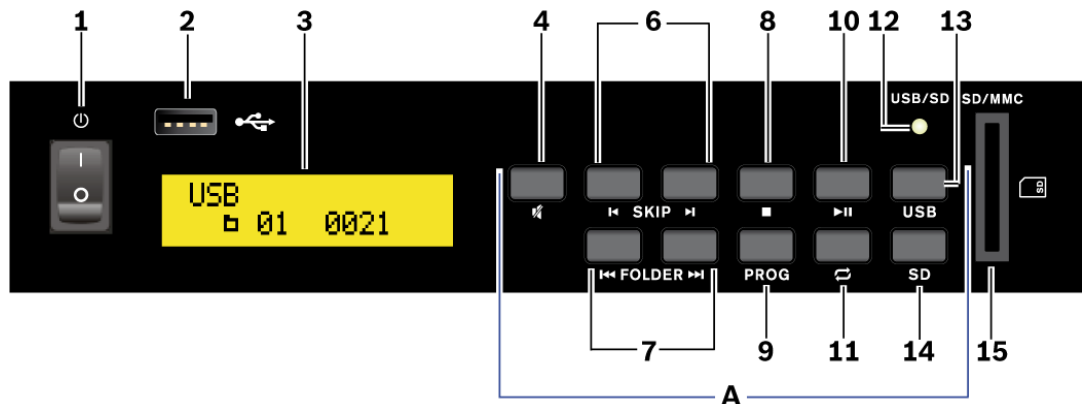 1 2 3 4 6 8 10 12 13
USB/SD SD/MMC
USB
01 0021
SKIP USB
SD
FOLDER PROG SD
7 9 11 14 15
A